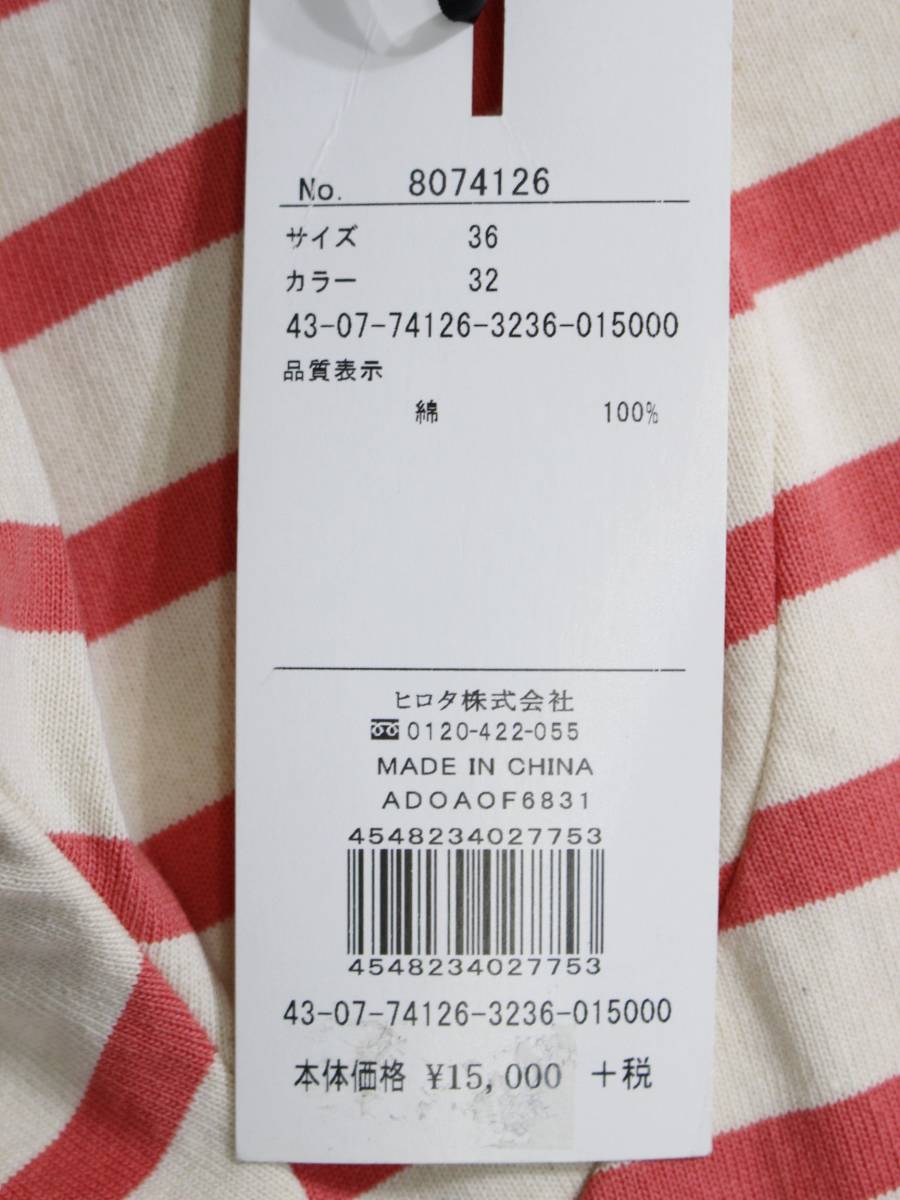 No. 8074126
サイズ 36
カラー 32
43-07-74126-3236-015000
品質表示
綿 100%
ヒロタ株式会社
0120-422-055
MADE IN CHINA
ADOAOF6831
4548234027753
4548234027753
43-07-74126-3236-015000
本体価格 ¥15,000 +税